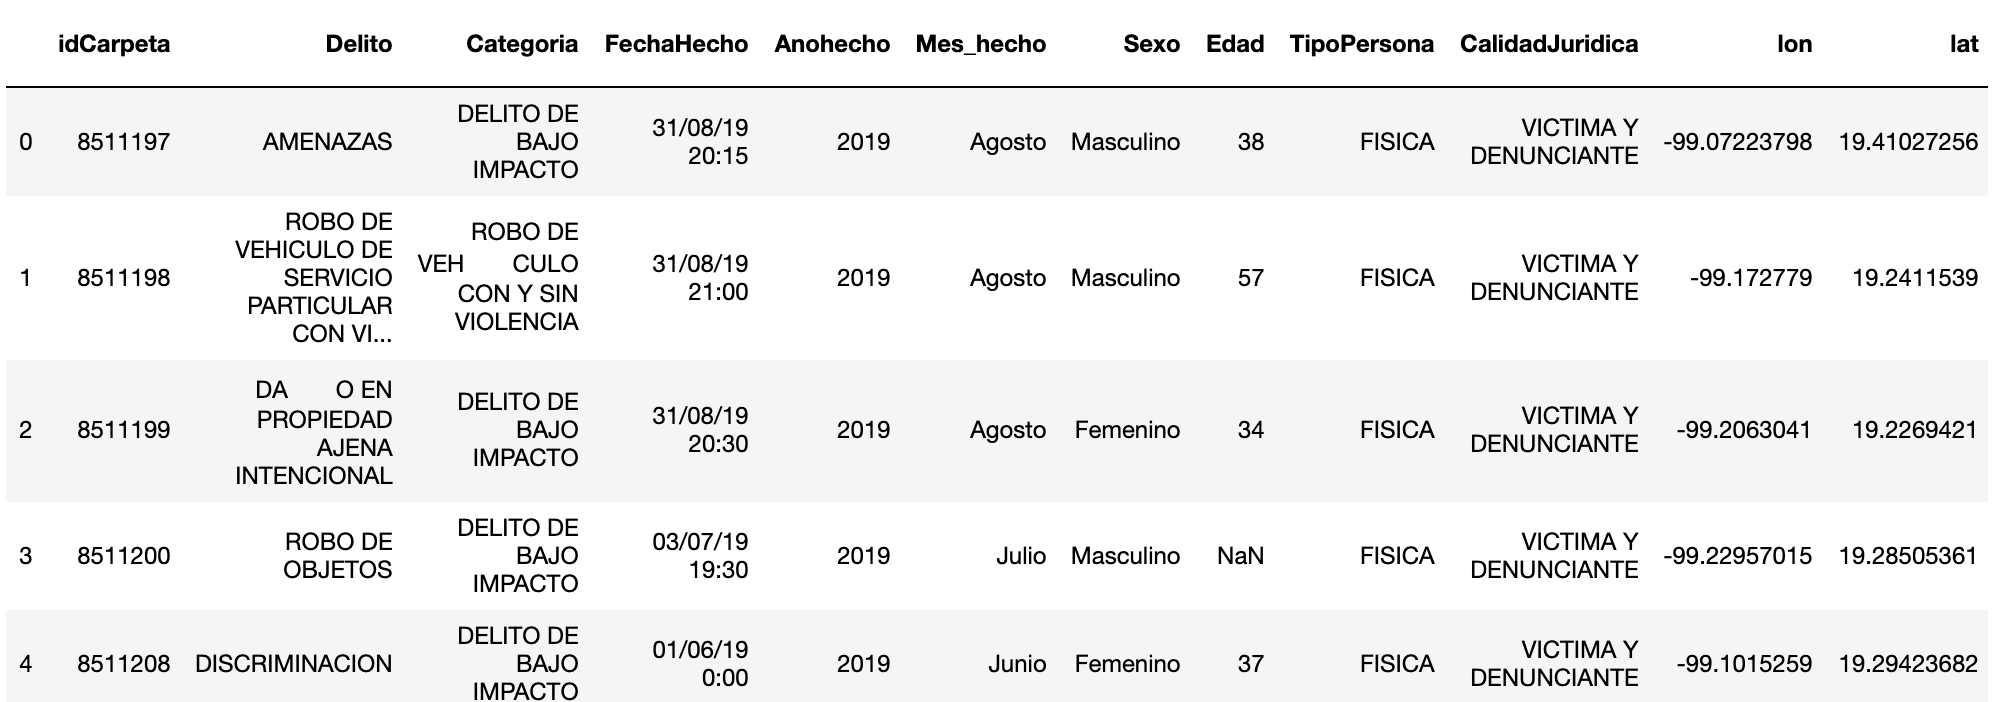 idCarpeta Delito Categoria FechaHecho Anohecho Mes_hecho Sexo Edad TipoPersona CalidadJuridica lon lat
0 8511197 AMENAZAS DELITO DE BAJO IMPACTO 31/08/19 20:15 2019 Agosto Masculino 38 FISICA VICTIMA Y DENUNCIANTE -99.07223798 19.41027256
1 8511198 ROBO DE VEHICULO DE SERVICIO PARTICULAR CON VI... ROBO DE VEH CULO CON Y SIN VIOLENCIA 31/08/19 21:00 2019 Agosto Masculino 57 FISICA VICTIMA Y DENUNCIANTE -99.172779 19.2411539
2 8511199 DA O EN PROPIEDAD AJENA INTENCIONAL DELITO DE BAJO IMPACTO 31/08/19 20:30 2019 Agosto Femenino 34 FISICA VICTIMA Y DENUNCIANTE -99.2063041 19.2269421
3 8511200 ROBO DE OBJETOS DELITO DE BAJO IMPACTO 03/07/19 19:30 2019 Julio Masculino NaN FISICA VICTIMA Y DENUNCIANTE -99.22957015 19.28505361
4 8511208 DISCRIMINACION DELITO DE BAJO IMPACTO 01/06/19 0:00 2019 Junio Femenino 37 FISICA VICTIMA Y DENUNCIANTE -99.1015259 19.29423682